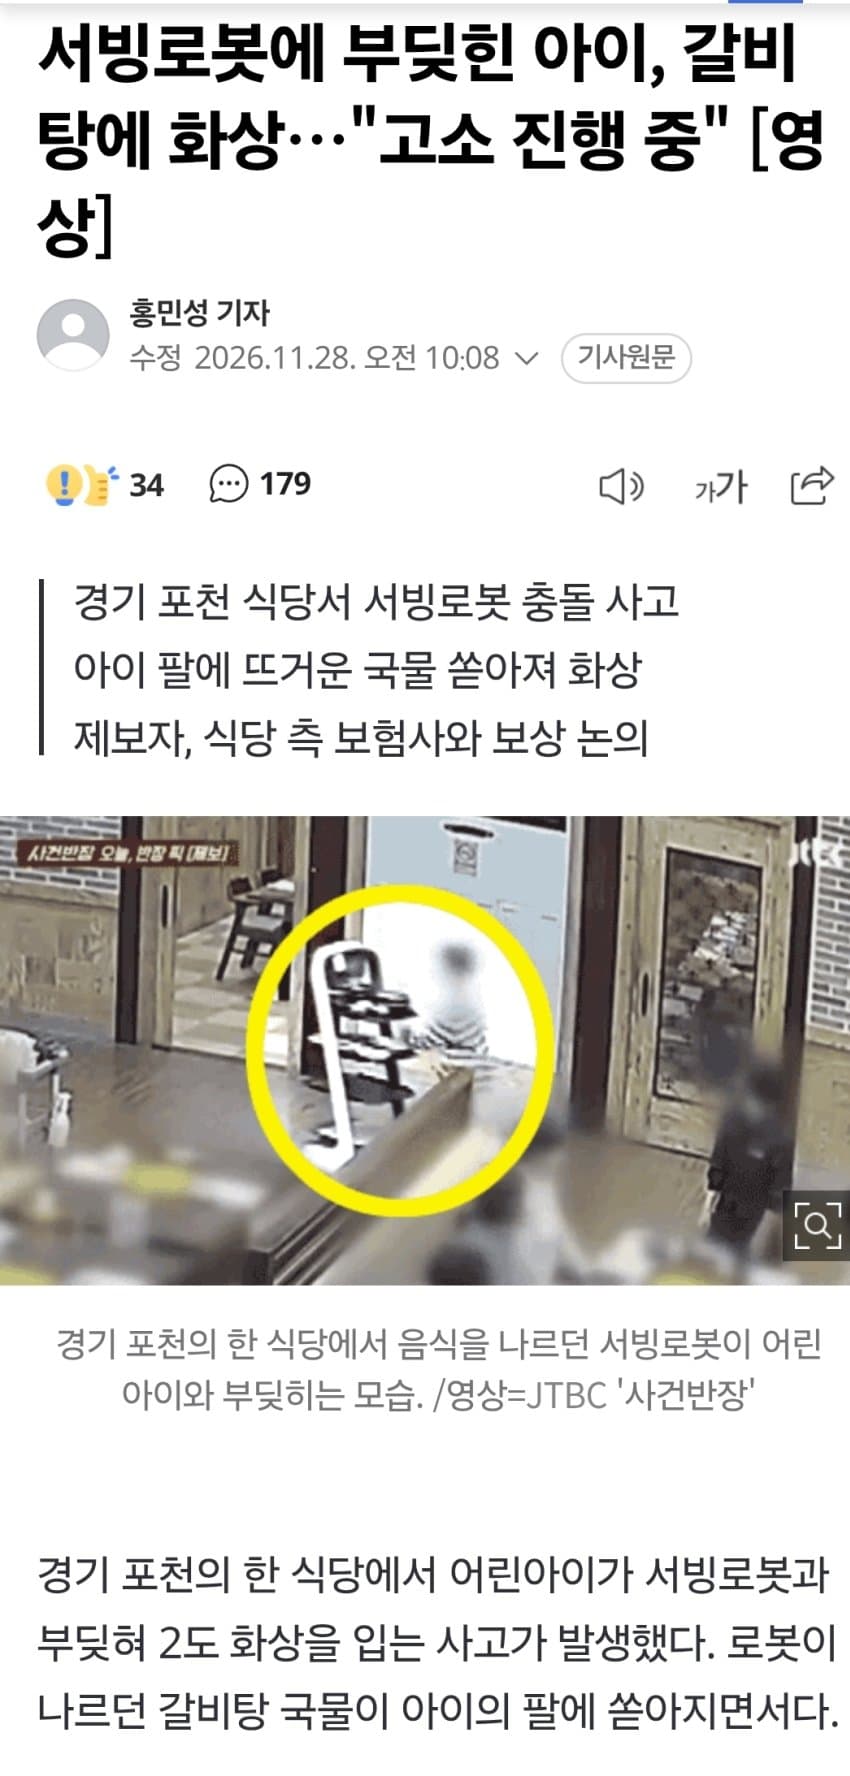 서빙로봇에 부딪힌 아이, 갈비
탕에 화상…"고소 진행 중" [영
상]
홍민성 기자
수정 2026.11.28. 오전 10:08
기사원문
34
179
가가
경기 포천 식당서 서빙로봇 충돌 사고
아이 팔에 뜨거운 국물 쏟아져 화상
제보자, 식당 측 보험사와 보상 논의
사건반장 오늘, 반장 픽 [제보]
jtbc
경기 포천의 한 식당에서 음식을 나르던 서빙로봇이 어린
아이와 부딪히는 모습. /영상=JTBC '사건반장'
경기 포천의 한 식당에서 어린아이가 서빙로봇과
부딪혀 2도 화상을 입는 사고가 발생했다. 로봇이
나르던 갈비탕 국물이 아이의 팔에 쏟아지면서다.